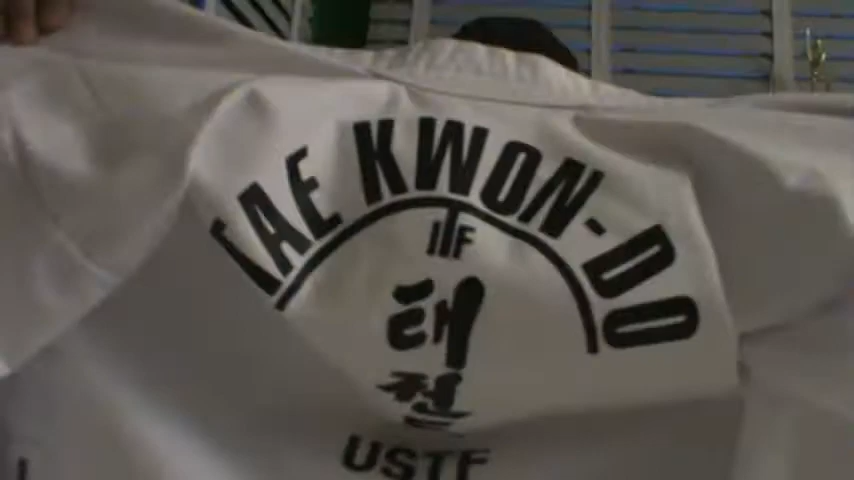 TAE KWON-DO
ITF
태
권
USTF